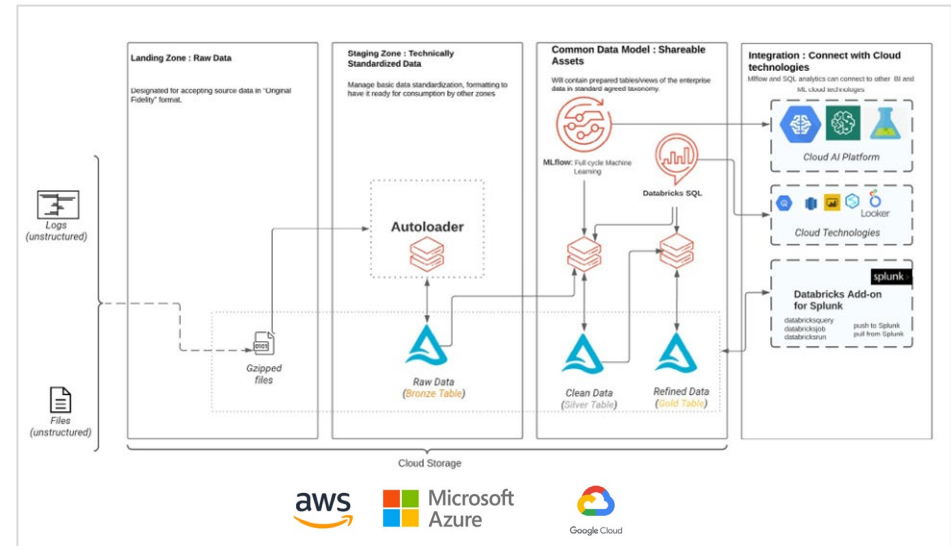 Landing Zone : Raw Data
Designated for accepting source data in "Original
Fidelity" format.
Staging Zone : Technically
Standardized Data
Manage basic data standardization, formatting to
have it ready for consumption by other zones
Common Data Model : Shareable
Assets
Will contain prepared tables/views of the enterprise
data in standard agreed taxonomy.
Integration : Connect with Cloud
technologies
Mlflow and SQL analytics can connect to other BI and
ML cloud technologies
Logs
(unstructured)
Files
(unstructured)
0101
Gzipped
files
Autoloader
Raw Data
(Bronze Table)
MLflow: Full cycle Machine
Learning
Databricks SQL
Clean Data
(Silver Table)
Refined Data
(Gold Table)
Cloud AI Platform
Looker
Cloud Technologies
splunk>
Databricks Add-on
for Splunk
databricksquery
databricksjob
databricksrun
push to Splunk
pull from Splunk
Cloud Storage
aws
Microsoft
Azure
Google Cloud